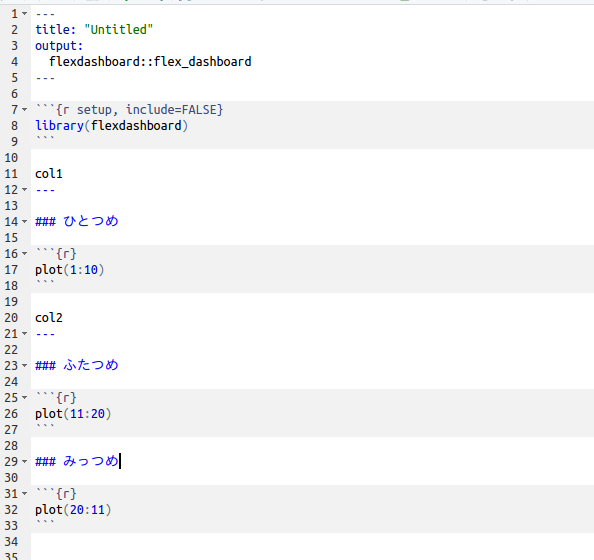 1 ---
2 title: "Untitled"
3 output:
4   flexdashboard::flex_dashboard
5 ---
6
7 ```{r setup, include=FALSE}
8 library(flexdashboard)
9 ```
10
11 col1
12 ---
13
14 ### ひとつめ
15
16 ```{r}
17 plot(1:10)
18 ```
19
20 col2
21 ---
22
23 ### ふたつめ
24
25 ```{r}
26 plot(11:20)
27 ```
28
29 ### みっつめ
30
31 ```{r}
32 plot(20:11)
33 ```
34
35